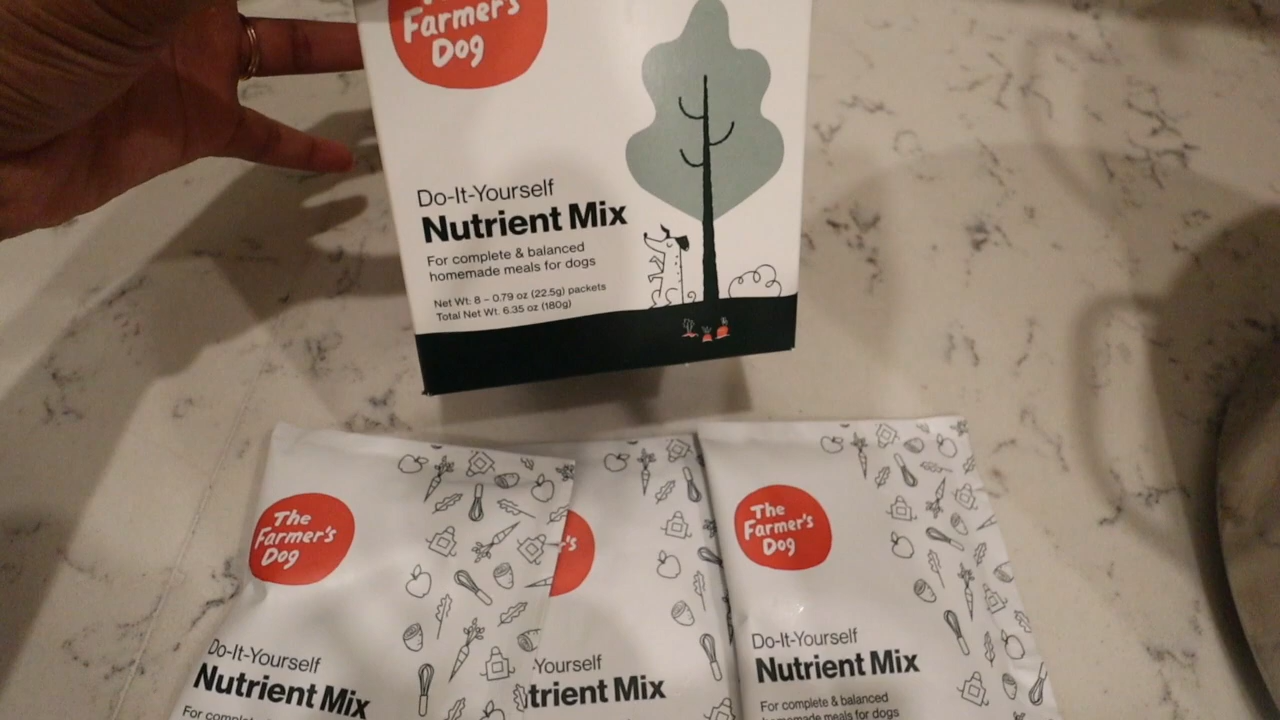 The
Farmer's
Dog
Do-It-Yourself
Nutrient Mix
For complete & balanced
homemade meals for dogs
Net Wt: 8 – 0.79 oz (22.5g) packets
Total Net Wt. 6.35 oz (180g)
The
Farmer's
Dog
Do-It-Yourself
Nutrient Mix
For
r's
Yourself
trient Mix
The
Farmer's
Dog
Do-It-Yourself
Nutrient Mix
For complete & balanced
homemade meals for dogs